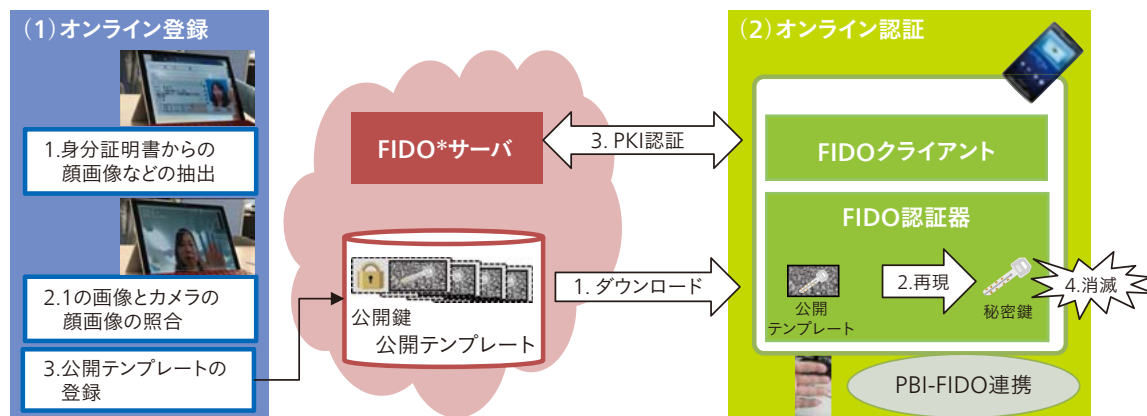 (1)オンライン登録
1.身分証明書からの
顔画像などの抽出
2.1の画像とカメラの
顔画像の照合
3.公開テンプレートの
登録
FIDO*サーバ
公開鍵
公開テンプレート
3. PKI認証
1. ダウンロード
(2)オンライン認証
FIDOクライアント
FIDO認証器
公開
テンプレート
2.再現
秘密鍵
4.消滅
PBI-FIDO連携